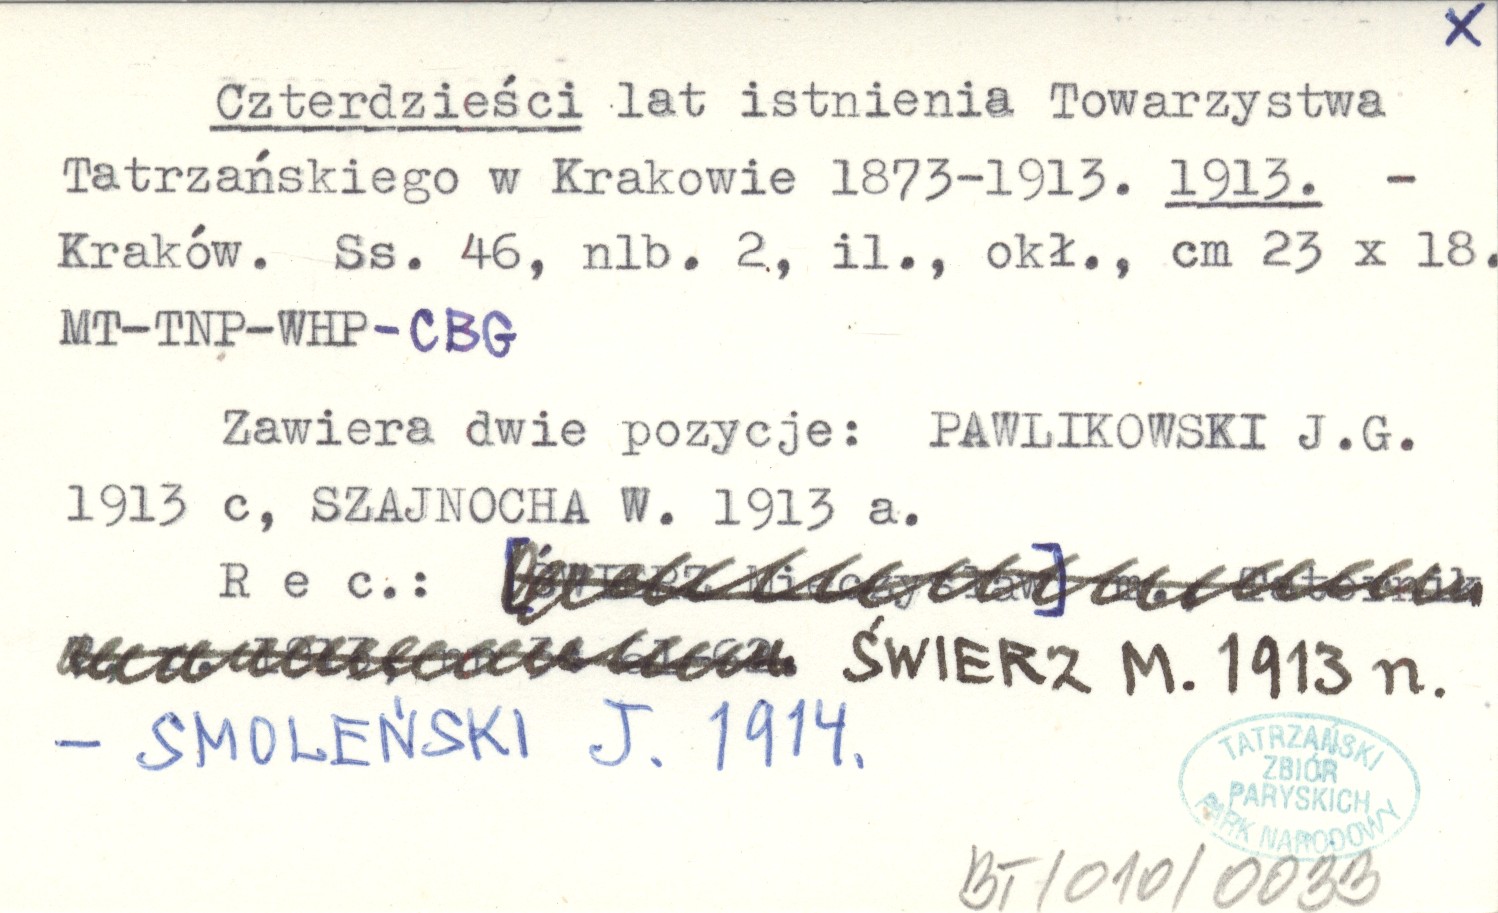 X
Czterdzieści lat istnienia Towarzystwa
Tatrzańskiego w Krakowie 1873-1913. 1913. -
Kraków. Ss. 46, nlb. 2, il., okł., cm 23 x 18.
MT-TNP-WHP-CBG
Zawiera dwie pozycje: PAWLIKOWSKI J.G.
1913 c, SZAJNOCHA W. 1913 a.
R e c.: [ŚWIERZ Mieczysław]
ŚWIERZ M. 1913 n.
- SMOLEŃSKI J. 1914.
TATRZAŃSKI
ZBIÓR
PARYSKICH
PARK NARODOWY
BT/010/0033